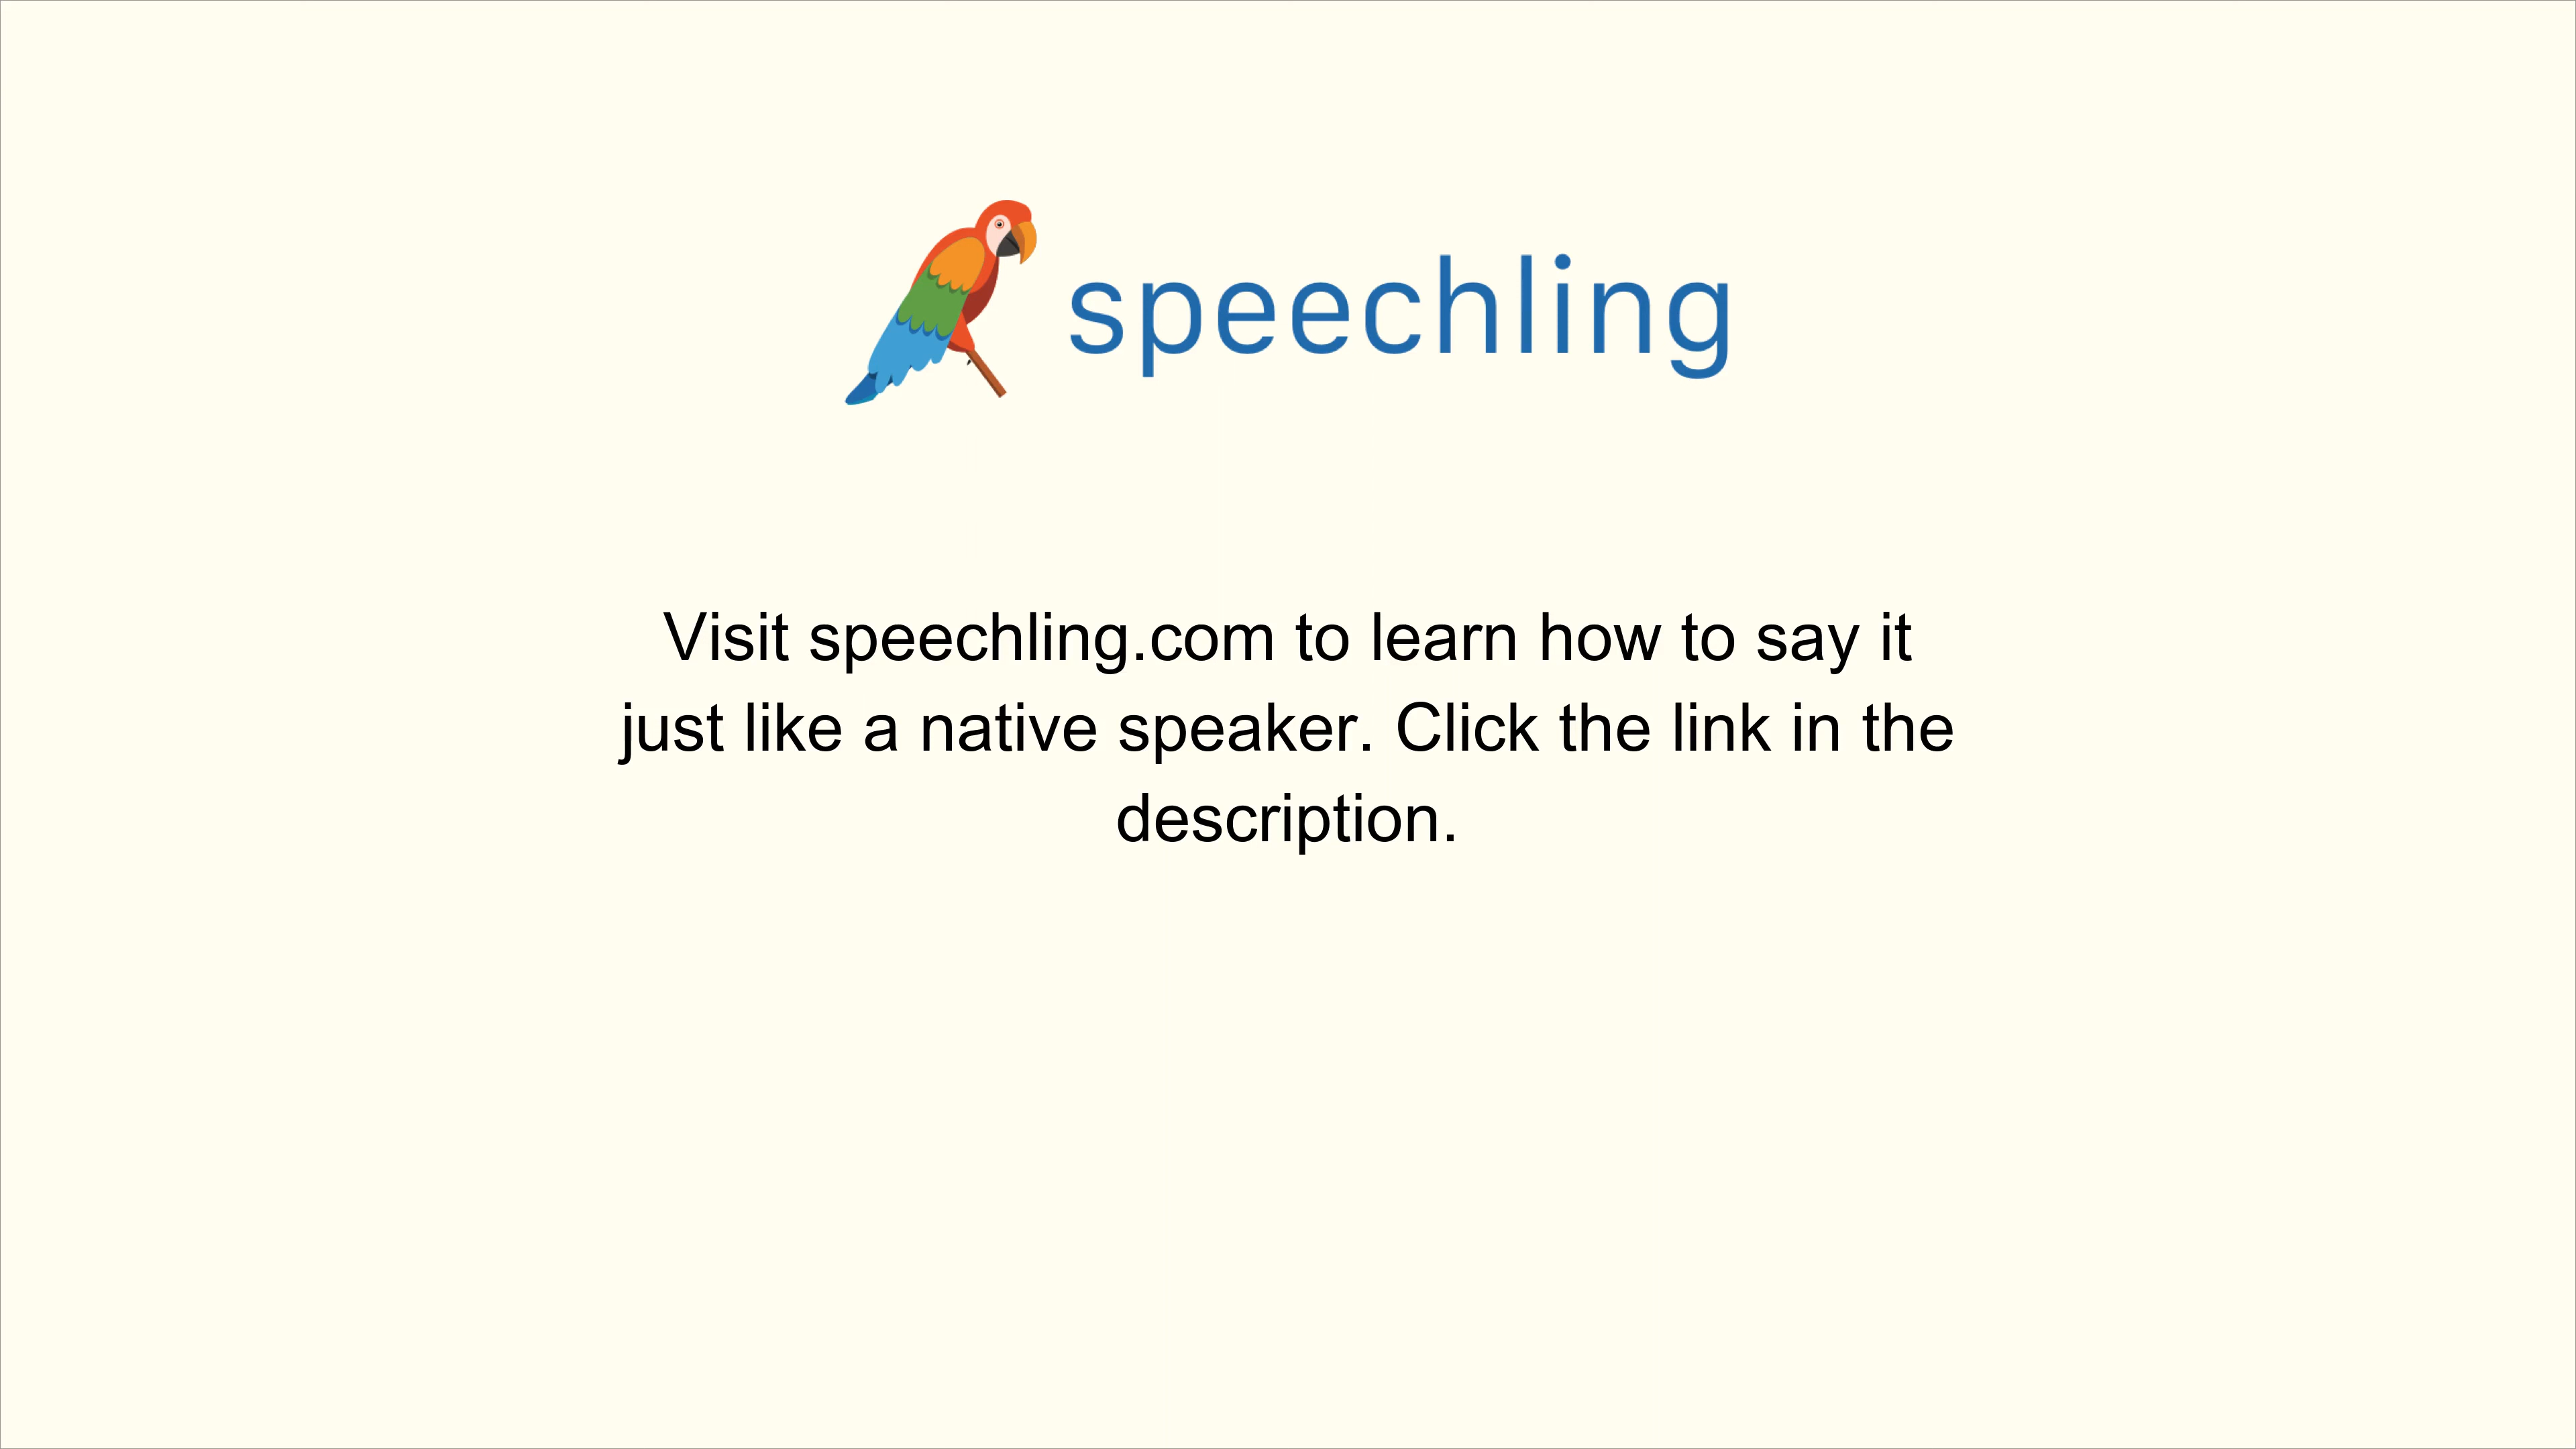 speechling
Visit speechling.com to learn how to say it
just like a native speaker. Click the link in the
description.